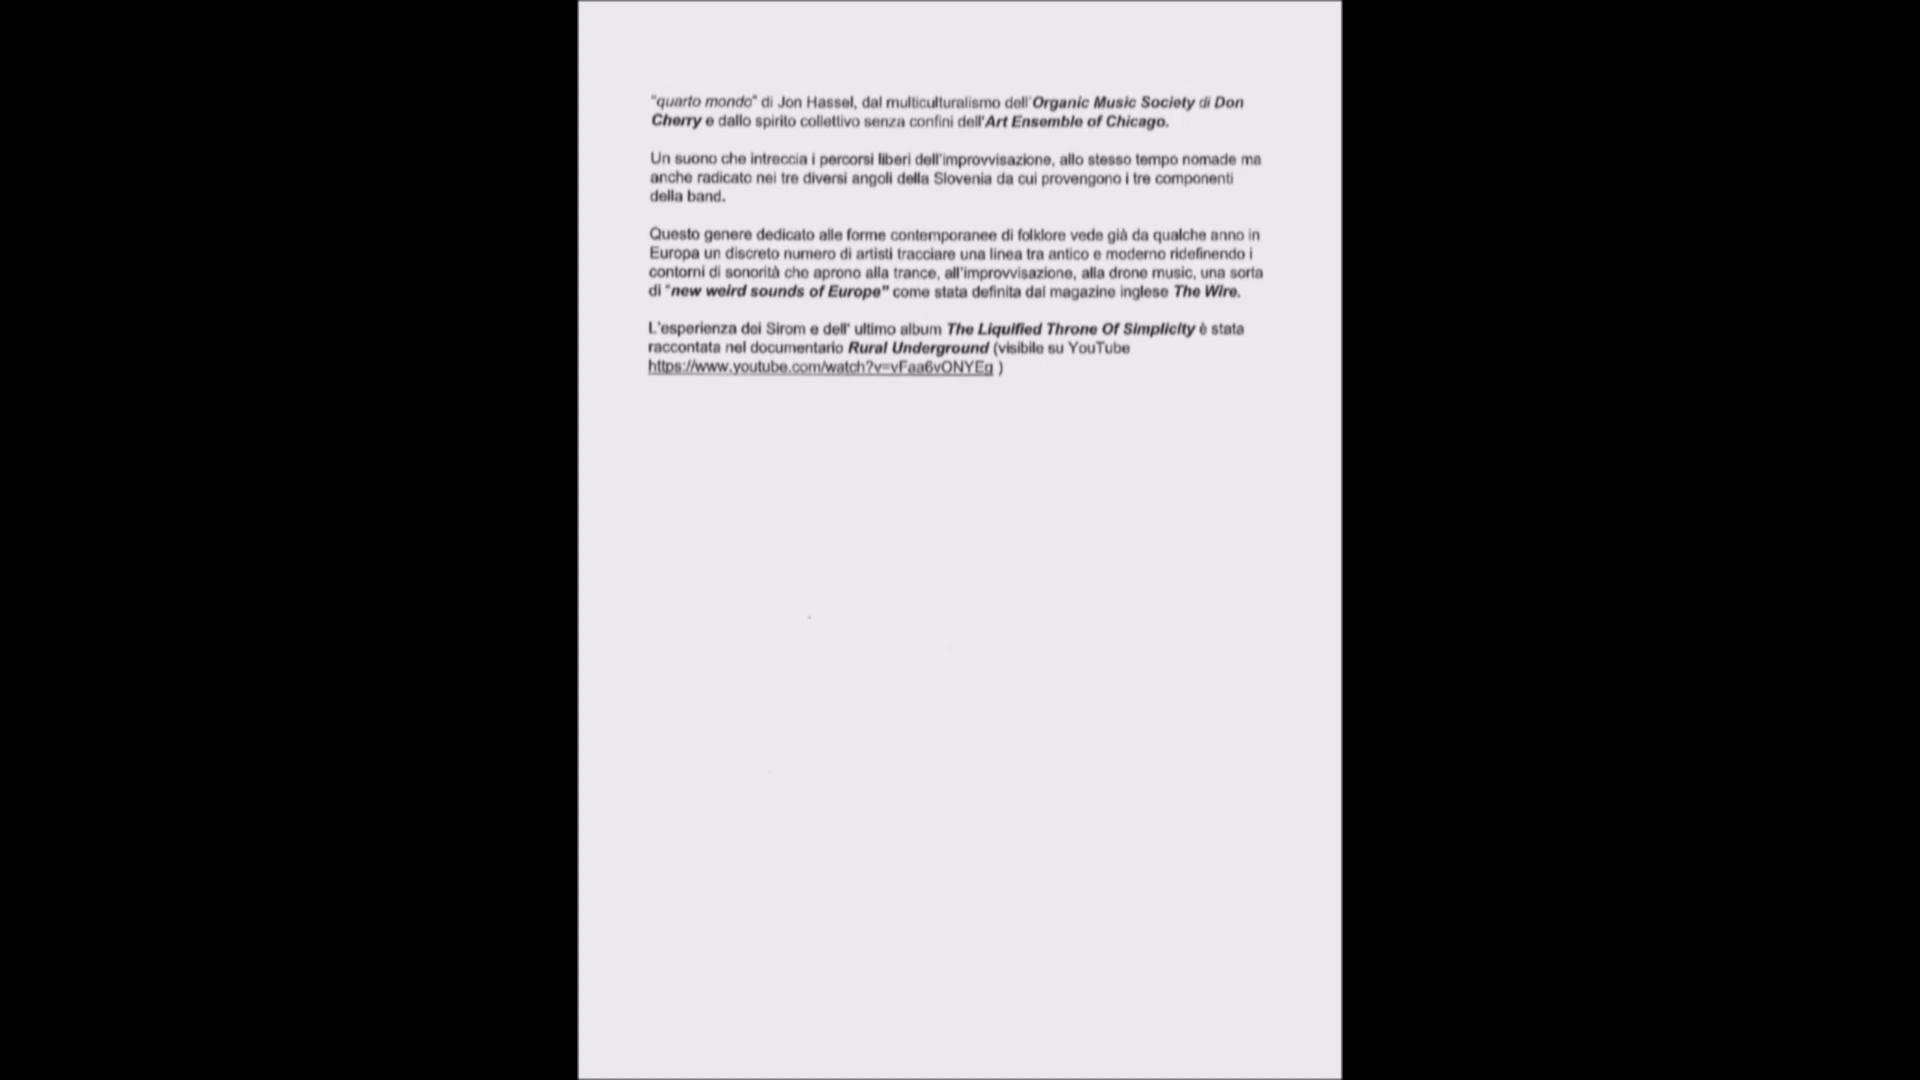 "quarto mondo" di Jon Hassel, dal multiculturalismo dell'Organic Music Society di Don
Cherry e dallo spirito collettivo senza confini dell'Art Ensemble of Chicago.
Un suono che intreccia i percorsi liberi dell'improvvisazione, allo stesso tempo nomade ma
anche radicato nei tre diversi angoli della Slovenia da cui provengono i tre componenti
della band.
Questo genere dedicato alle forme contemporanee di folklore vede già da qualche anno in
Europa un discreto numero di artisti tracciare una linea tra antico e moderno ridefinendo i
contorni di sonorità che aprono alla trance, all'improvvisazione, alla drone music, una sorta
di "new weird sounds of Europe" come stata definita dal magazine inglese The Wire.
L'esperienza dei Sirom e dell' ultimo album The Liquified Throne Of Simplicity è stata
raccontata nel documentario Rural Underground (visibile su YouTube
https://www.youtube.com/watch?v=vFaa6vONYEg )